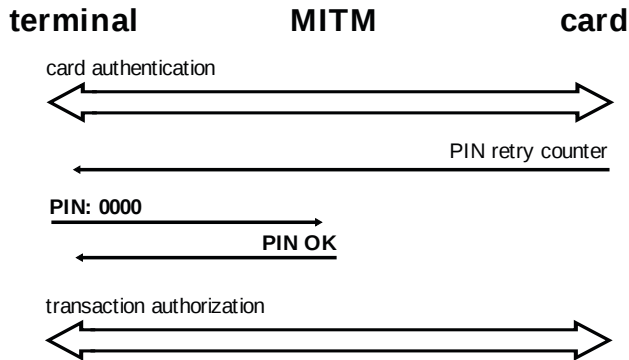 terminal MITM card
card authentication
PIN retry counter
PIN: 0000
PIN OK
transaction authorization